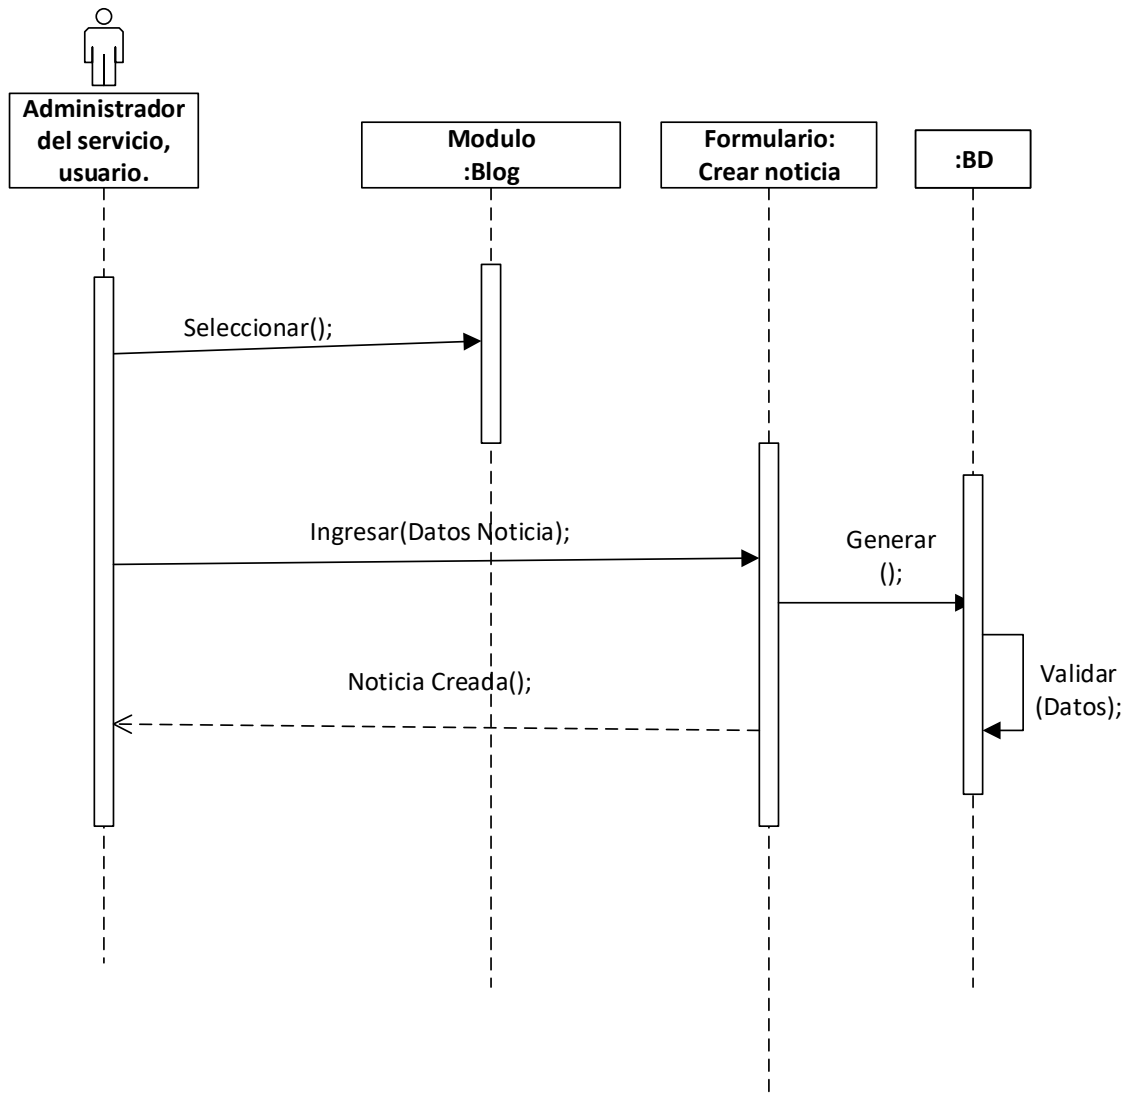 Administrador
del servicio,
usuario.
Modulo
:Blog
Formulario:
Crear noticia
:BD
Seleccionar();
Ingresar(Datos Noticia);
Generar
();
Noticia Creada();
Validar
(Datos);